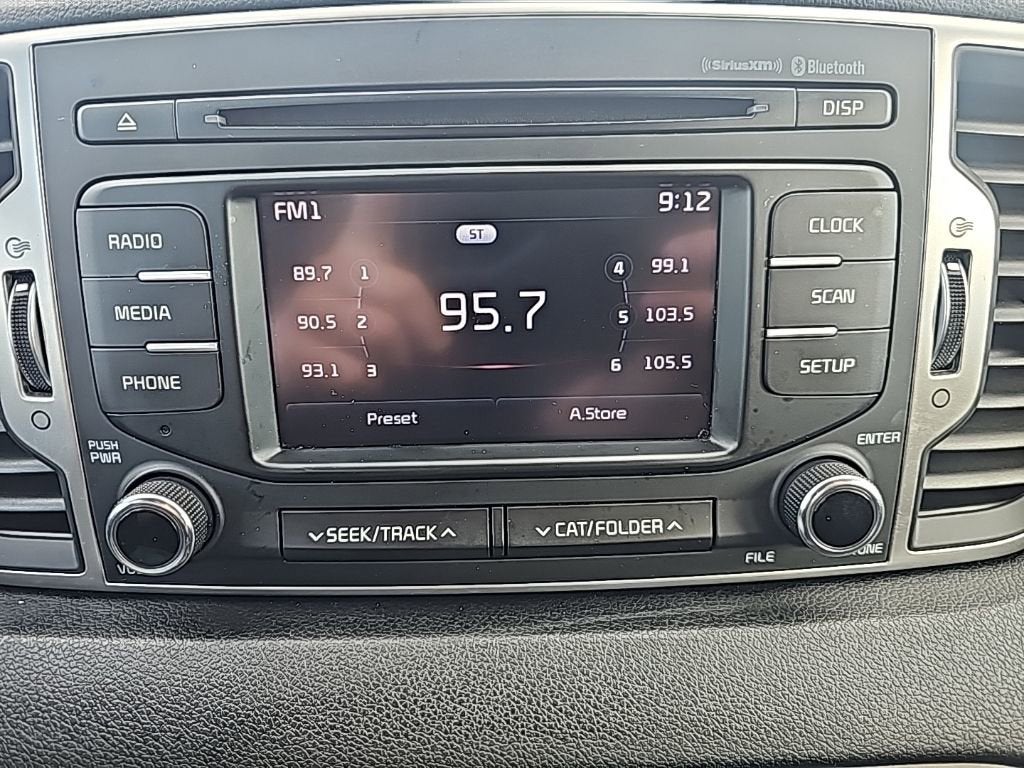 ((SiriusXM)) Bluetooth
DISP
RADIO
MEDIA
PHONE
FM1 9:12
ST
89.7 1
90.5 2
93.1 3
95.7
4 99.1
5 103.5
6 105.5
Preset A.Store
CLOCK
SCAN
SETUP
PUSH
PWR
ENTER
SEEK/TRACK
CAT/FOLDER
FILE